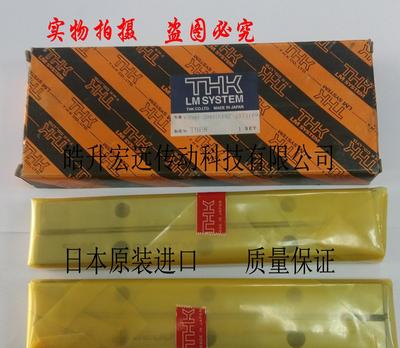 实物拍摄 盗图必究
THK
LM SYSTEM
THK CO.,LTD. MADE IN JAPAN
1 SET
皓升宏远传动科技有限公司
THK
日本原装进口 质量保证
THK